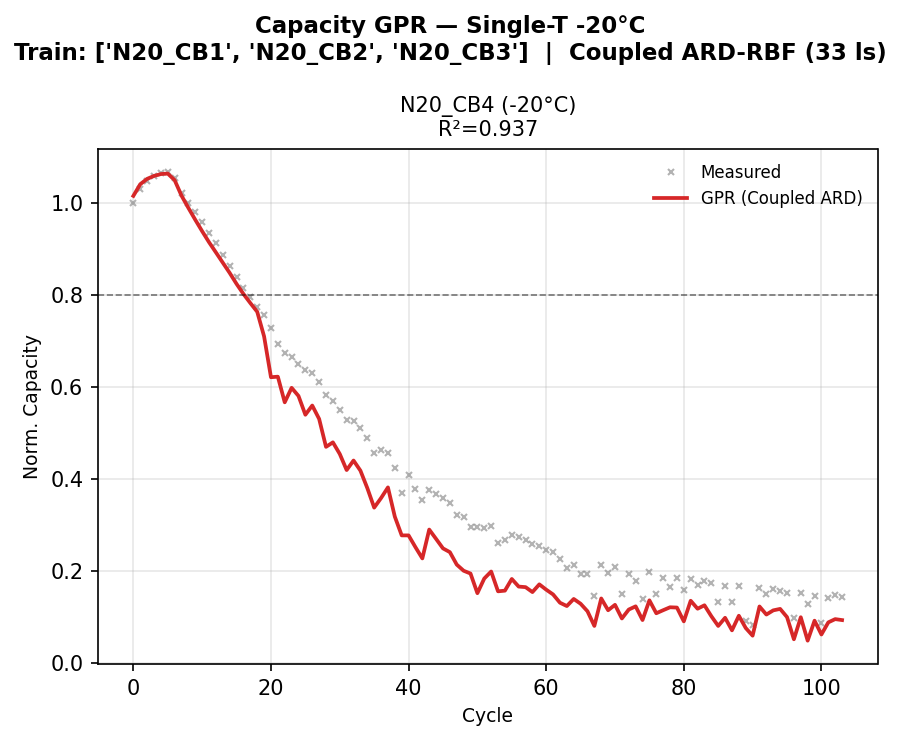 Capacity GPR — Single-T -20°C
Train: ['N20_CB1', 'N20_CB2', 'N20_CB3']  |  Coupled ARD-RBF (33 ls)
N20_CB4 (-20°C)
R²=0.937
Measured
GPR (Coupled ARD)
Norm. Capacity
1.0
0.8
0.6
0.4
0.2
0.0
0 20 40 60 80 100
Cycle